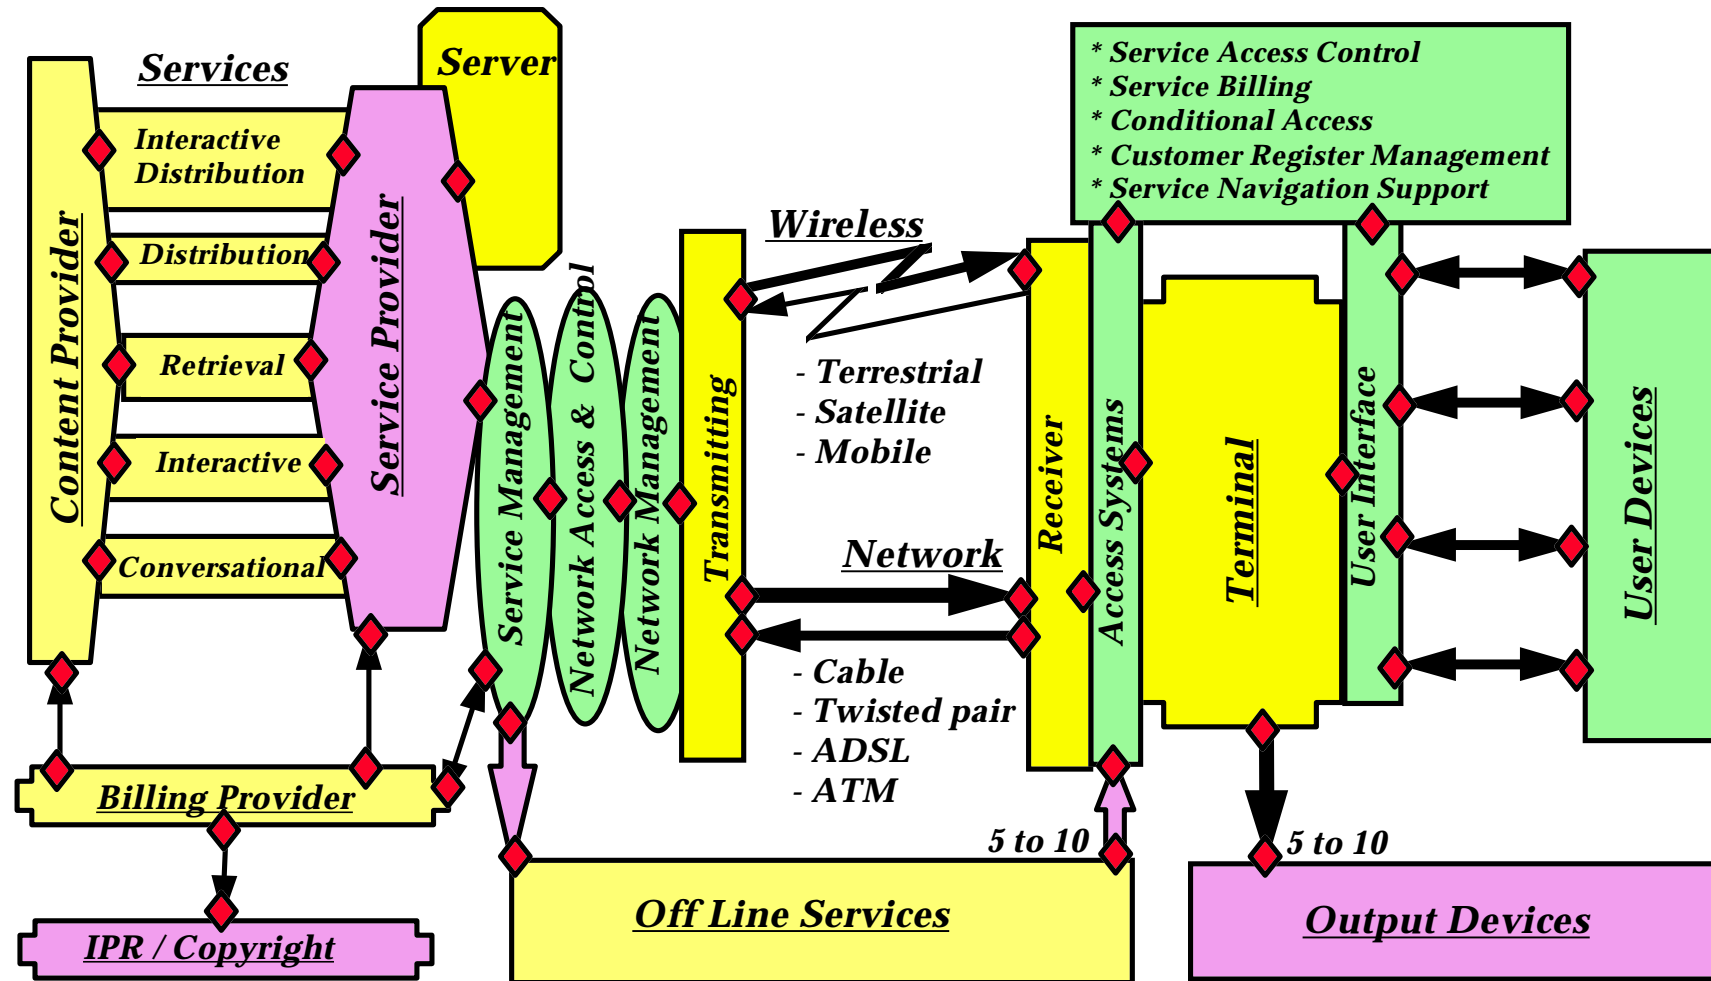 Services
Server
Content Provider
Interactive
Distribution
Distribution
Retrieval
Interactive
Conversational
Service Provider
Service Management
Network Access & Control
Network Management
Transmitting
Wireless
- Terrestrial
- Satellite
- Mobile
Network
- Cable
- Twisted pair
- ADSL
- ATM
Receiver
Access Systems
* Service Access Control
* Service Billing
* Conditional Access
* Customer Register Management
* Service Navigation Support
Terminal
User Interface
User Devices
Billing Provider
IPR / Copyright
5 to 10
Off Line Services
5 to 10
Output Devices